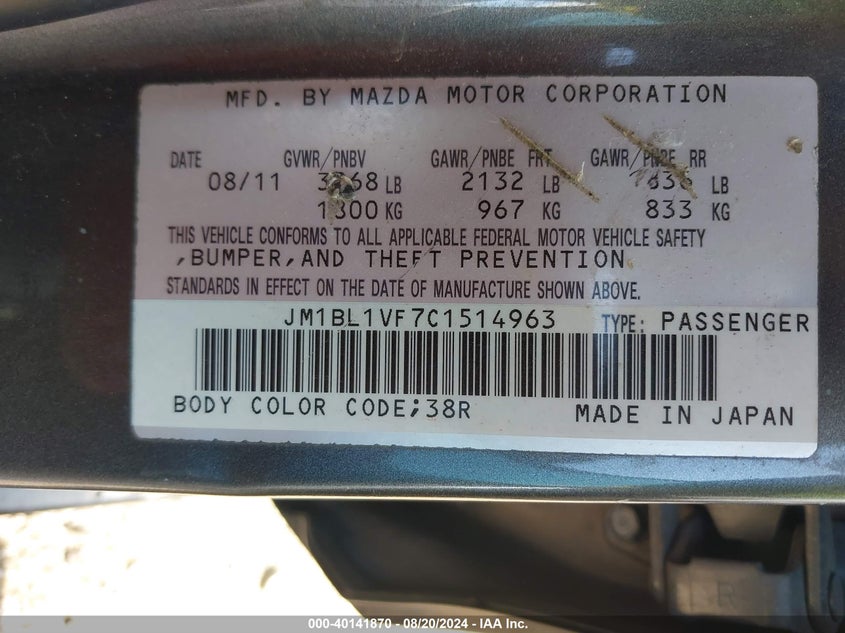 MFD. BY MAZDA MOTOR CORPORATION
DATE GVWR/PNBV GAWR/PNBE FRT GAWR/PNBE RR
08/11 LB 2132 LB LB
KG 967 KG 833 KG
THIS VEHICLE CONFORMS TO ALL APPLICABLE FEDERAL MOTOR VEHICLE SAFETY
,BUMPER,AND THEFT PREVENTION
STANDARDS IN EFFECT ON THE DATE OF MANUFACTURE SHOWN ABOVE.
JM1BL1VF7C1514963 TYPE: PASSENGER
BODY COLOR CODE;38R MADE IN JAPAN
000-40141870 - 08/20/2024 - IAA Inc.